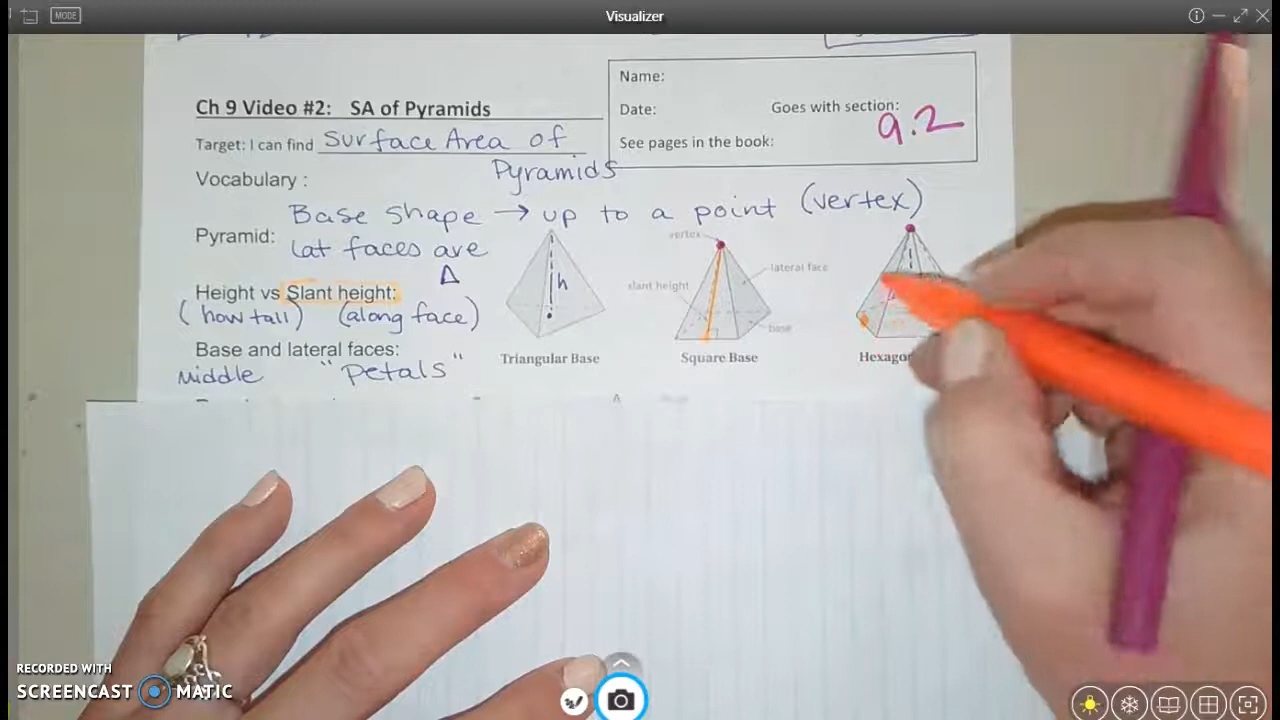 MODE
Visualizer
Name:
Ch 9 Video #2: SA of Pyramids
Date:
Goes with section:
9.2
Target: I can find Surface Area of Pyramids
See pages in the book:
Vocabulary :
Base shape → up to a point (vertex)
Pyramid:
lat faces are Δ
vertex
lateral face
slant height
base
h
Height vs Slant height:
(how tall) (along face)
Base and lateral faces:
middle "Petals"
Triangular Base
Square Base
RECORDED WITH
SCREENCAST MATIC